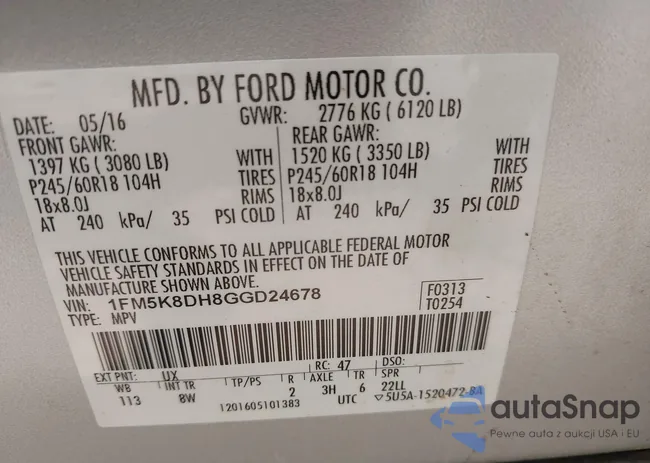 MFD. BY FORD MOTOR CO.
DATE: 05/16 GVWR: 2776 KG ( 6120 LB)
FRONT GAWR: REAR GAWR:
1397 KG ( 3080 LB) WITH 1520 KG ( 3350 LB) WITH
P245/60R18 104H TIRES P245/60R18 104H TIRES
18x8.0J RIMS 18x8.0J RIMS
AT 240 kPa/ 35 PSI COLD AT 240 kPa/ 35 PSI COLD
THIS VEHICLE CONFORMS TO ALL APPLICABLE FEDERAL MOTOR
VEHICLE SAFETY STANDARDS IN EFFECT ON THE DATE OF
MANUFACTURE SHOWN ABOVE.
VIN: 1FM5K8DH8GGD24678 F0313
TYPE: MPV T0254
EXT PNT: UX RC: 47 DSO:
WB INT TR TP/PS R AXLE TR SPR
113 8W 2 3H 6 22LL
1201605101383 UTC ▽5U5A-1520472-BA
autaSnap
Pewne auta z aukcji USA - EU